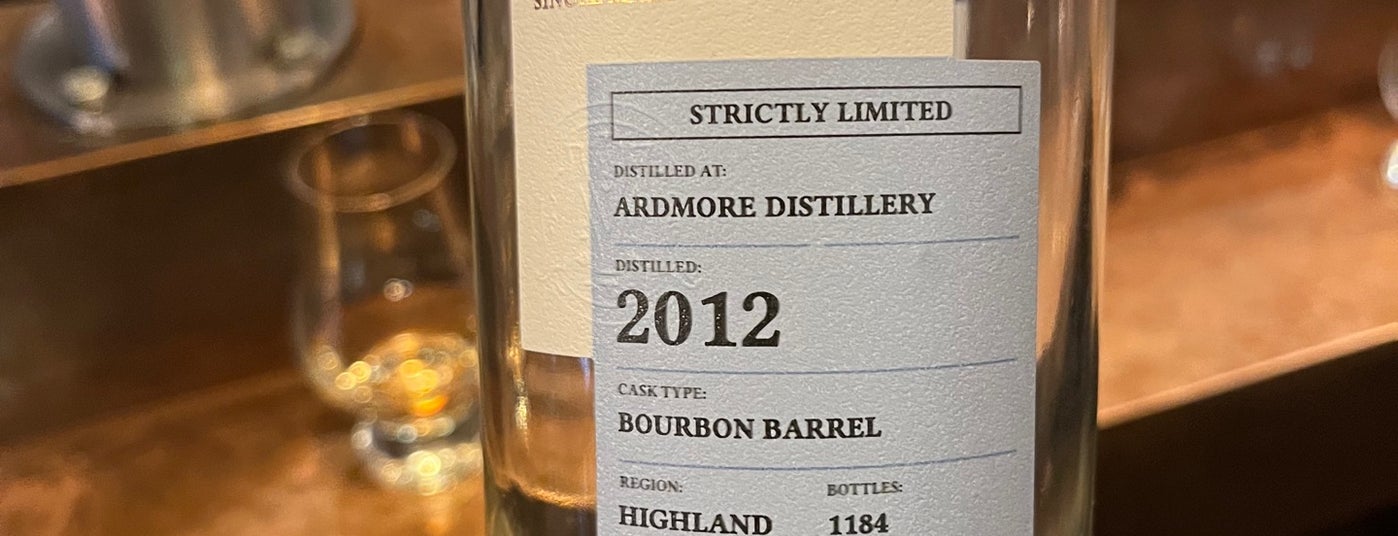 STRICTLY LIMITED
DISTILLED AT:
ARDMORE DISTILLERY
DISTILLED:
2012
CASK TYPE:
BOURBON BARREL
REGION: BOTTLES:
HIGHLAND 1184